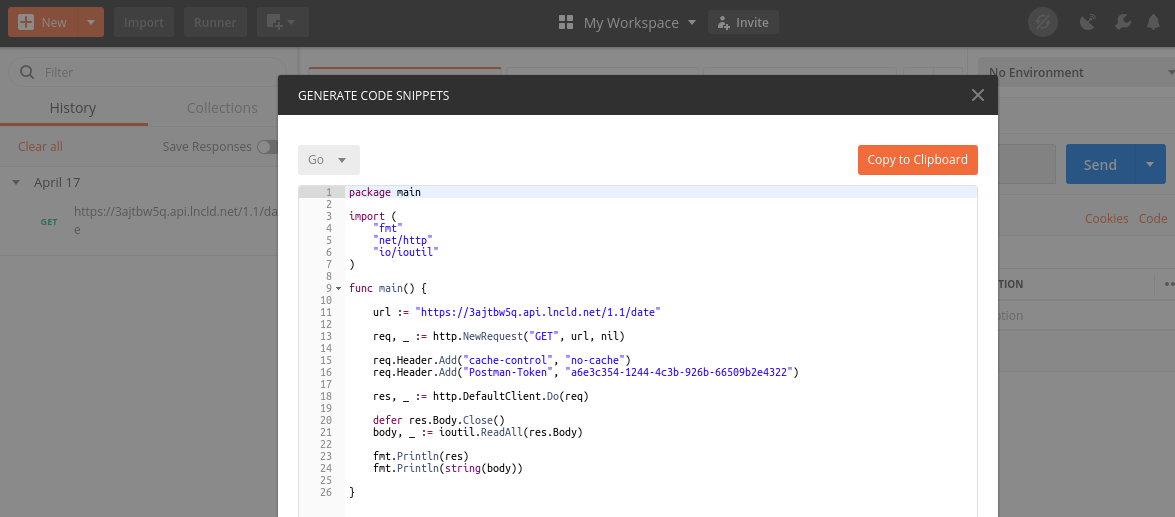 New
Import
Runner
My Workspace
Invite
Filter
No Environment
History
Collections
GENERATE CODE SNIPPETS
Clear all
Save Responses
Go
Copy to Clipboard
Send
April 17
GET
https://3ajtbw5q.api.lncld.net/1.1/da
e
Cookies
Code
TION
ption
1 package main
2
3 import (
4 "fmt"
5 "net/http"
6 "io/ioutil"
7 )
8
9 func main() {
10
11 url := "https://3ajtbw5q.api.lncld.net/1.1/date"
12
13 req, _ := http.NewRequest("GET", url, nil)
14
15 req.Header.Add("cache-control", "no-cache")
16 req.Header.Add("Postman-Token", "a6e3c354-1244-4c3b-926b-66509b2e4322")
17
18 res, _ := http.DefaultClient.Do(req)
19
20 defer res.Body.Close()
21 body, _ := ioutil.ReadAll(res.Body)
22
23 fmt.Println(res)
24 fmt.Println(string(body))
25
26 }